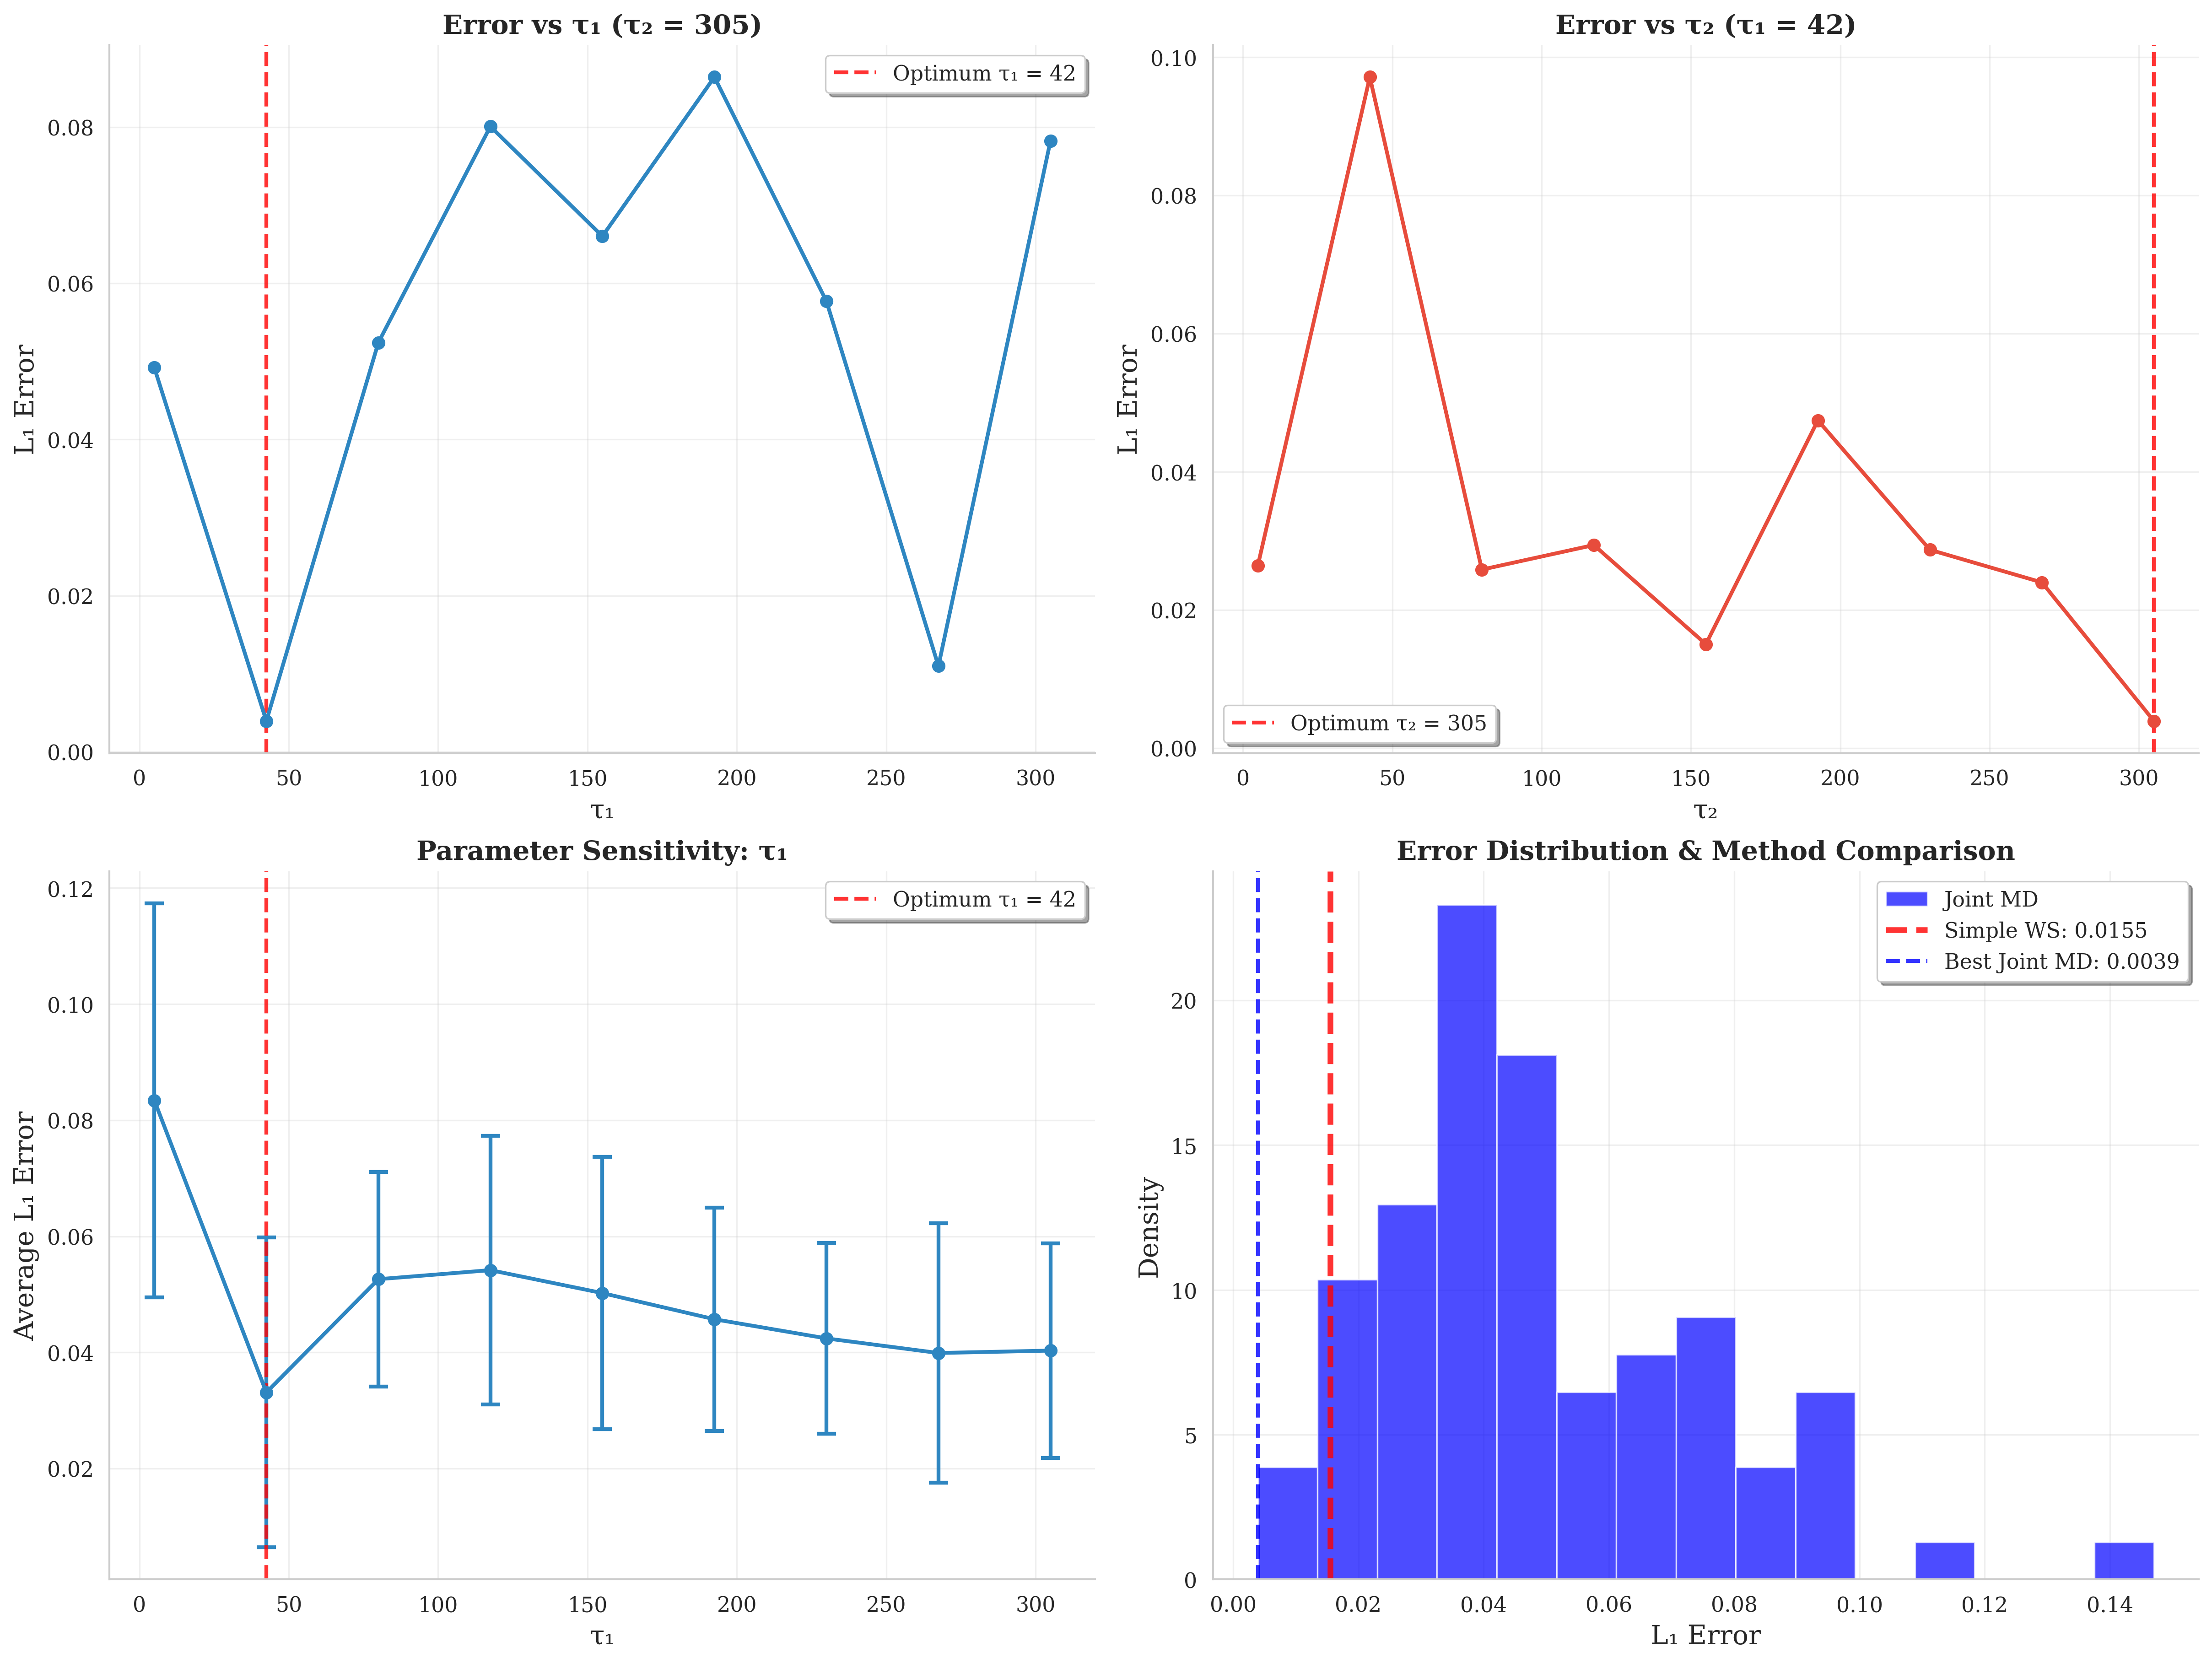 Error vs τ₁ (τ₂ = 305)
Optimum τ₁ = 42
L₁ Error
0.08
0.06
0.04
0.02
0.00
0 50 100 150 200 250 300
τ₁
Error vs τ₂ (τ₁ = 42)
L₁ Error
0.10
0.08
0.06
0.04
0.02
0.00
Optimum τ₂ = 305
0 50 100 150 200 250 300
τ₂
Parameter Sensitivity: τ₁
Optimum τ₁ = 42
Average L₁ Error
0.12
0.10
0.08
0.06
0.04
0.02
0 50 100 150 200 250 300
τ₁
Error Distribution & Method Comparison
Joint MD
Simple WS: 0.0155
Best Joint MD: 0.0039
Density
20
15
10
5
0
0.00 0.02 0.04 0.06 0.08 0.10 0.12 0.14
L₁ Error